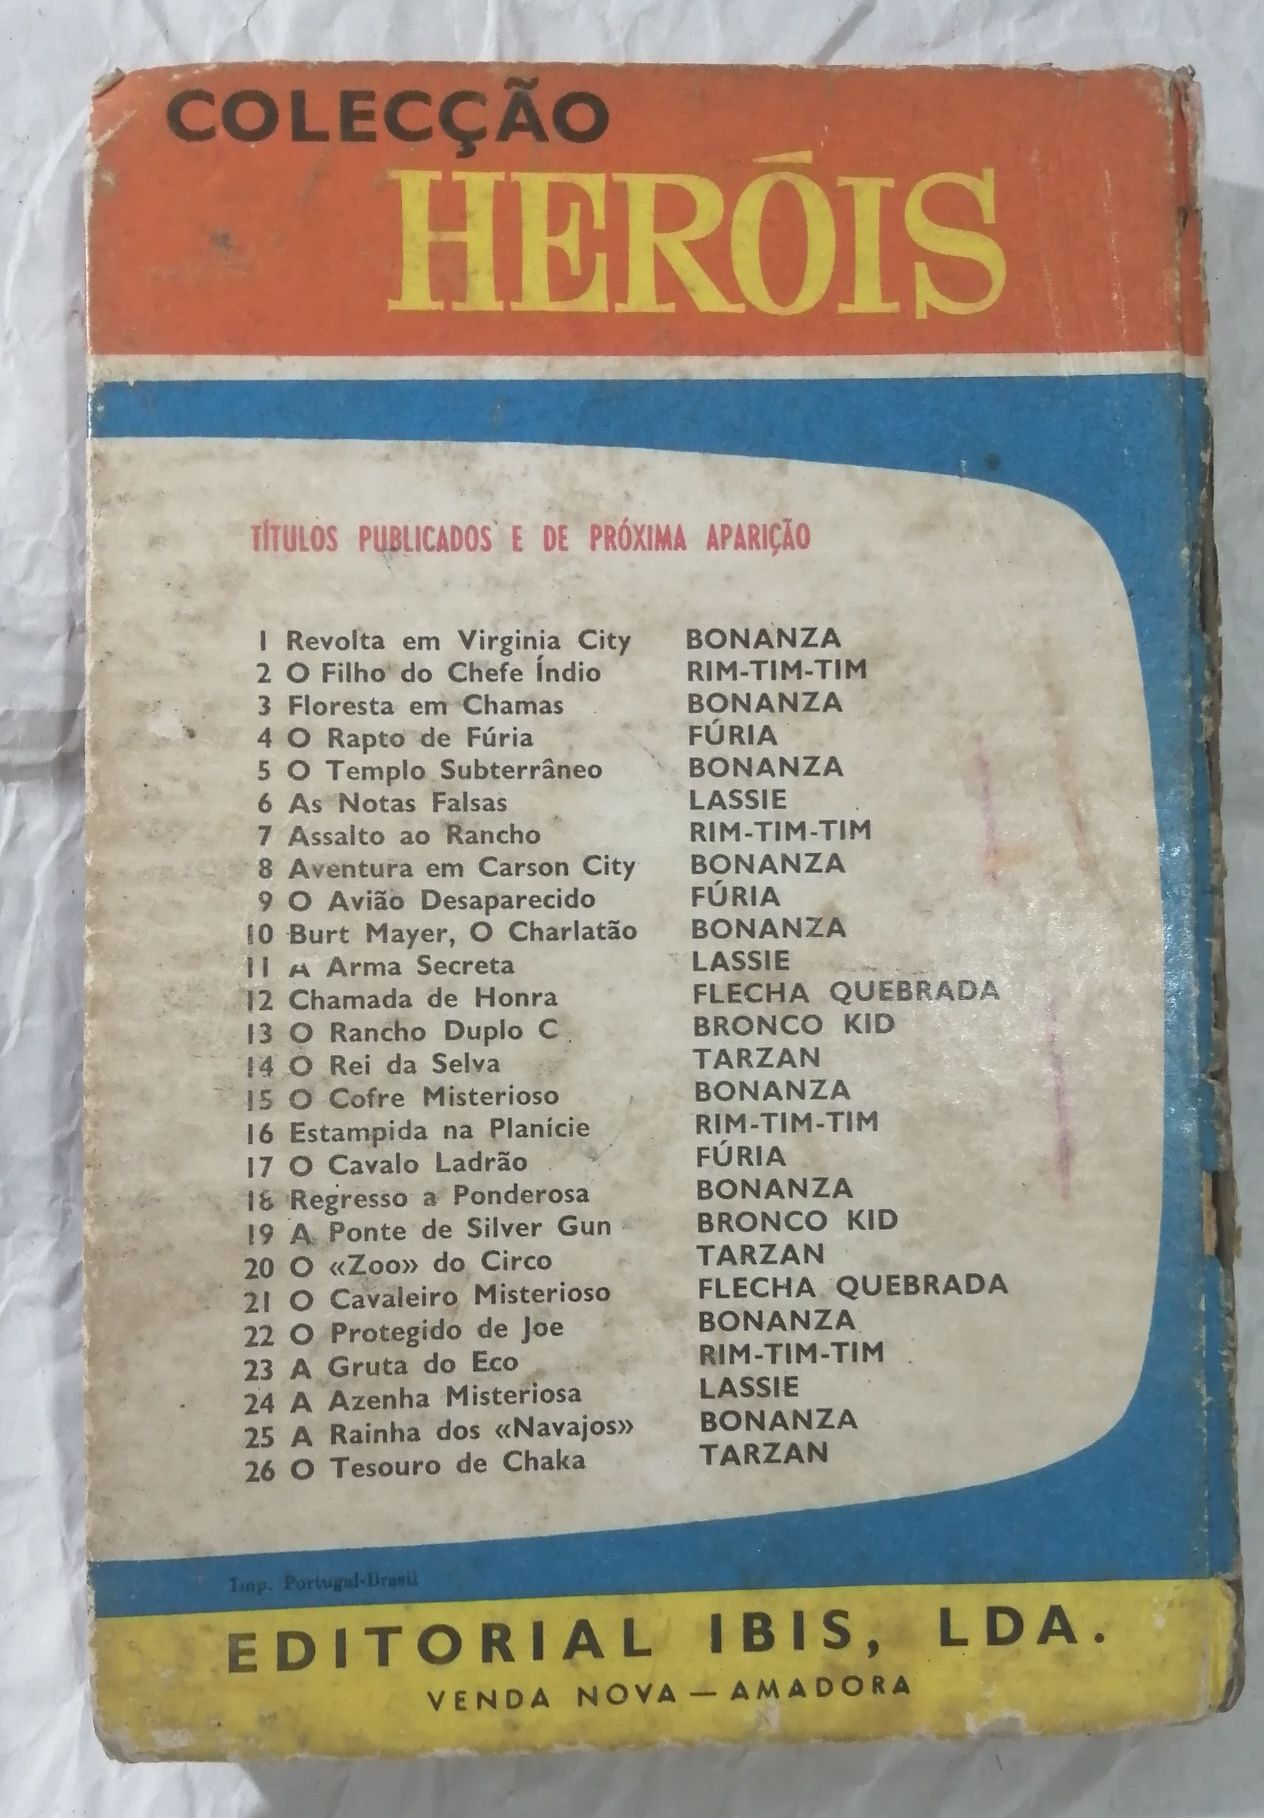 COLECÇÃO
HERÓIS
TÍTULOS PUBLICADOS E DE PRÓXIMA APARIÇÃO
1 Revolta em Virginia City BONANZA
2 O Filho do Chefe Índio RIM-TIM-TIM
3 Floresta em Chamas BONANZA
4 O Rapto de Fúria FÚRIA
5 O Templo Subterrâneo BONANZA
6 As Notas Falsas LASSIE
7 Assalto ao Rancho RIM-TIM-TIM
8 Aventura em Carson City BONANZA
9 O Avião Desaparecido FÚRIA
10 Burt Mayer, O Charlatão BONANZA
11 A Arma Secreta LASSIE
12 Chamada de Honra FLECHA QUEBRADA
13 O Rancho Duplo C BRONCO KID
14 O Rei da Selva TARZAN
15 O Cofre Misterioso BONANZA
16 Estampida na Planície RIM-TIM-TIM
17 O Cavalo Ladrão FÚRIA
18 Regresso a Ponderosa BONANZA
19 A Ponte de Silver Gun BRONCO KID
20 O «Zoo» do Circo TARZAN
21 O Cavaleiro Misterioso FLECHA QUEBRADA
22 O Protegido de Joe BONANZA
23 A Gruta do Eco RIM-TIM-TIM
24 A Azenha Misteriosa LASSIE
25 A Rainha dos «Navajos» BONANZA
26 O Tesouro de Chaka TARZAN
Imp. Portugal-Brasil
EDITORIAL IBIS, LDA.
VENDA NOVA — AMADORA